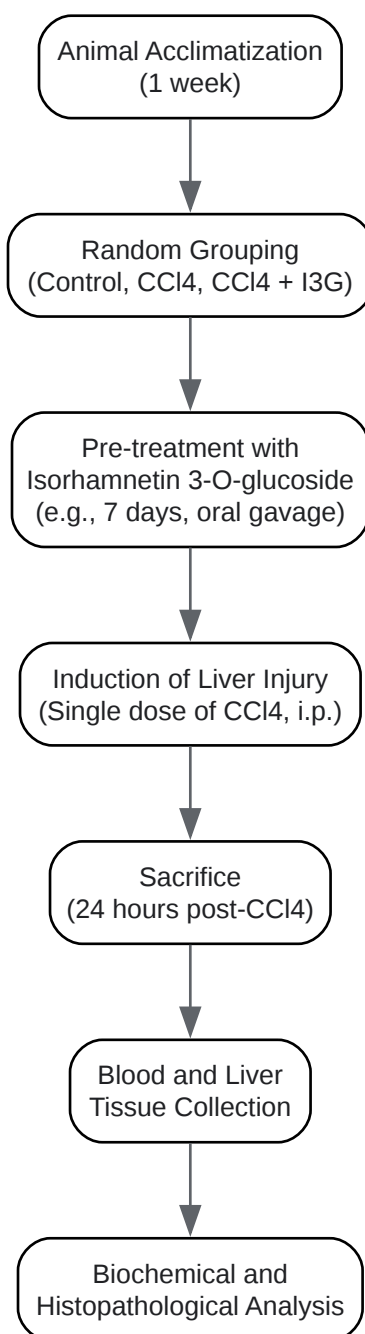 Animal Acclimatization
(1 week)
Random Grouping
(Control, CCl4, CCl4 + I3G)
Pre-treatment with
Isorhamnetin 3-O-glucoside
(e.g., 7 days, oral gavage)
Induction of Liver Injury
(Single dose of CCl4, i.p.)
Sacrifice
(24 hours post-CCl4)
Blood and Liver
Tissue Collection
Biochemical and
Histopathological Analysis